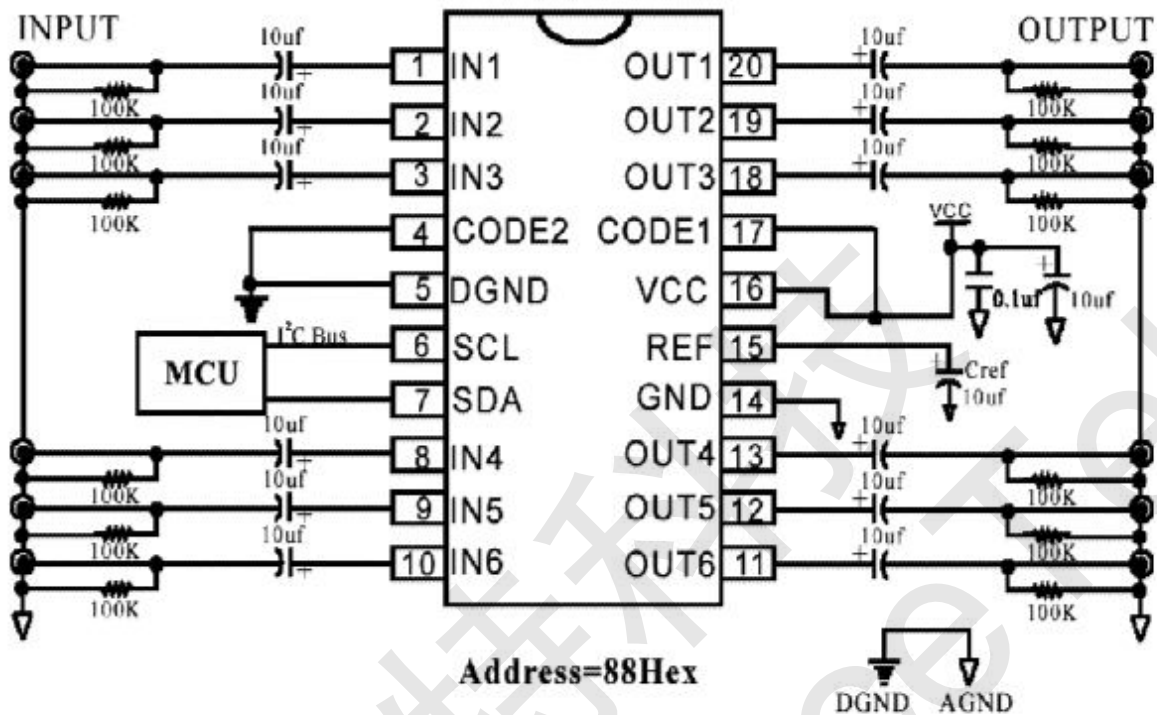 INPUT
OUTPUT
10uf
10uf
1 IN1
OUT1 20
100K
10uf
10uf
100K
2 IN2
OUT2 19
100K
10uf
10uf
100K
3 IN3
OUT3 18
100K
100K
VCC
4 CODE2
CODE1 17
5 DGND
VCC 16
0.1uf
10uf
I²C Bus
MCU
6 SCL
REF 15
Cref
10uf
7 SDA
GND 14
10uf
10uf
8 IN4
OUT4 13
100K
10uf
10uf
100K
9 IN5
OUT5 12
100K
10uf
10uf
100K
10 IN6
OUT6 11
100K
100K
Address=88Hex
DGND
AGND
特科技